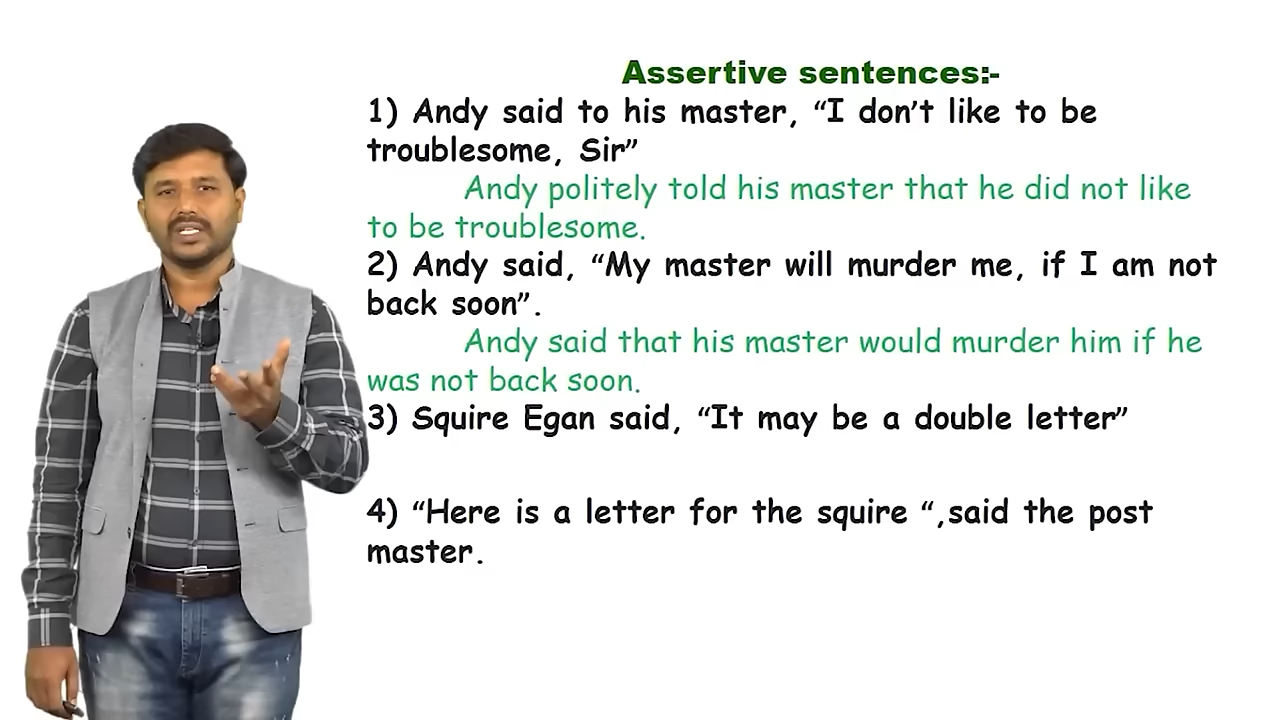 Assertive sentences:-
1) Andy said to his master, “I don’t like to be
troublesome, Sir”
Andy politely told his master that he did not like
to be troublesome.
2) Andy said, “My master will murder me, if I am not
back soon”.
Andy said that his master would murder him if he
was not back soon.
3) Squire Egan said, “It may be a double letter”
4) “Here is a letter for the squire “,said the post
master.